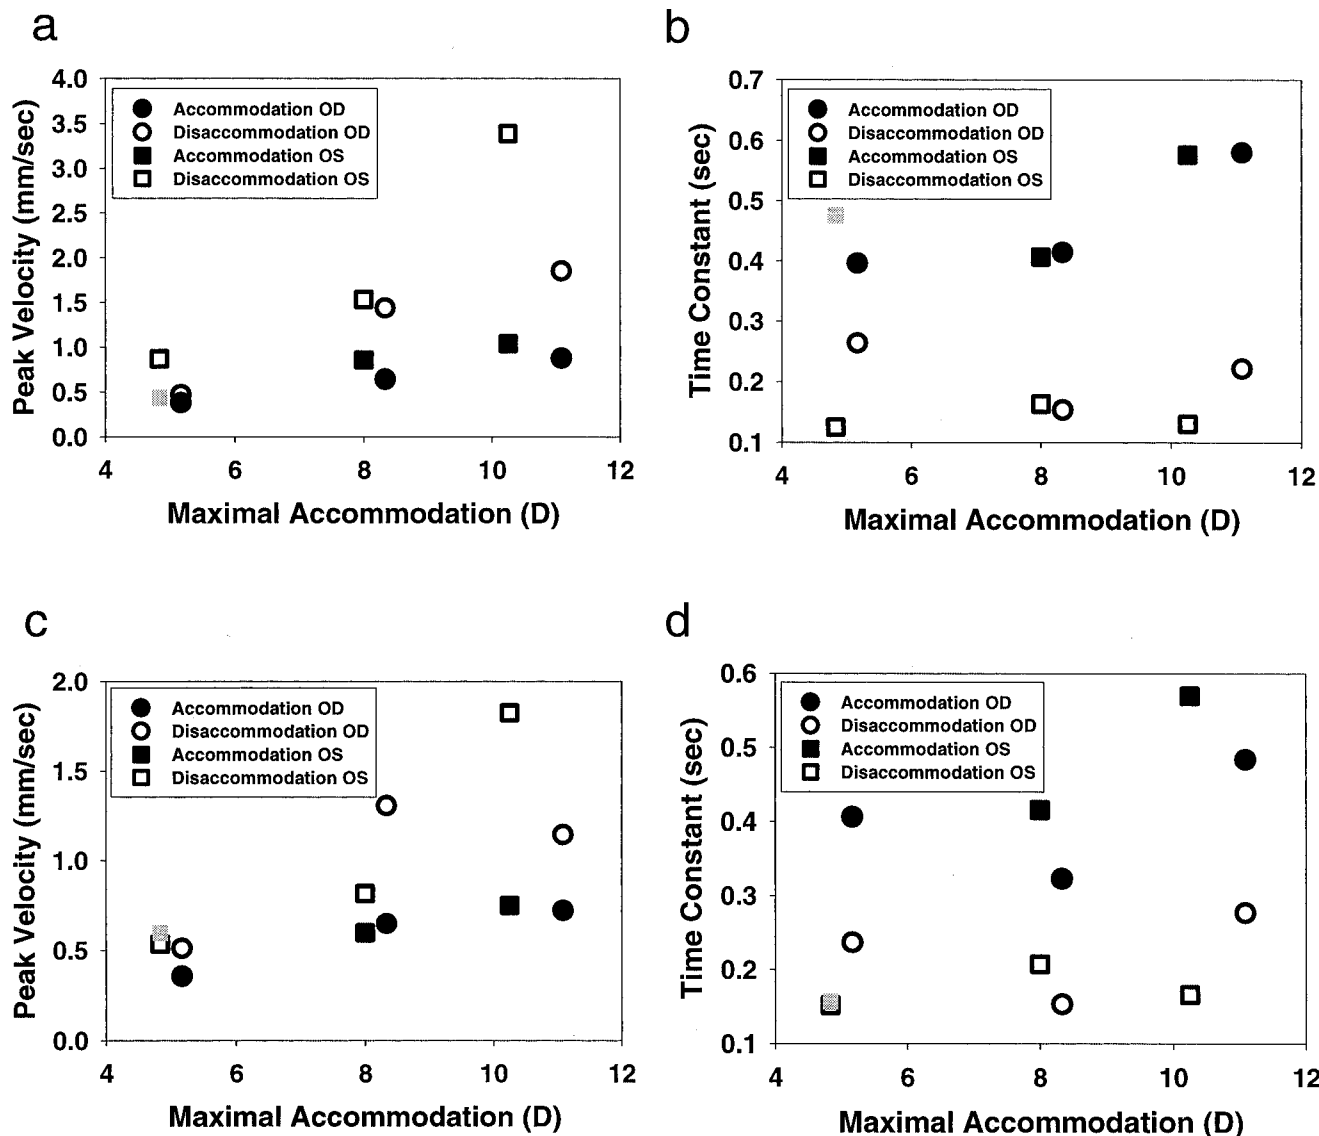 a
4.0
3.5
3.0
2.5
2.0
1.5
1.0
0.5
0.0
Peak Velocity (mm/sec)
Accommodation OD
Disaccommodation OD
Accommodation OS
Disaccommodation OS
4 6 8 10 12
Maximal Accommodation (D)
b
0.7
0.6
0.5
0.4
0.3
0.2
0.1
Time Constant (sec)
Accommodation OD
Disaccommodation OD
Accommodation OS
Disaccommodation OS
4 6 8 10 12
Maximal Accommodation (D)
c
2.0
1.5
1.0
0.5
0.0
Peak Velocity (mm/sec)
Accommodation OD
Disaccommodation OD
Accommodation OS
Disaccommodation OS
4 6 8 10 12
Maximal Accommodation (D)
d
0.6
0.5
0.4
0.3
0.2
0.1
Time Constant (sec)
Accommodation OD
Disaccommodation OD
Accommodation OS
Disaccommodation OS
4 6 8 10 12
Maximal Accommodation (D)